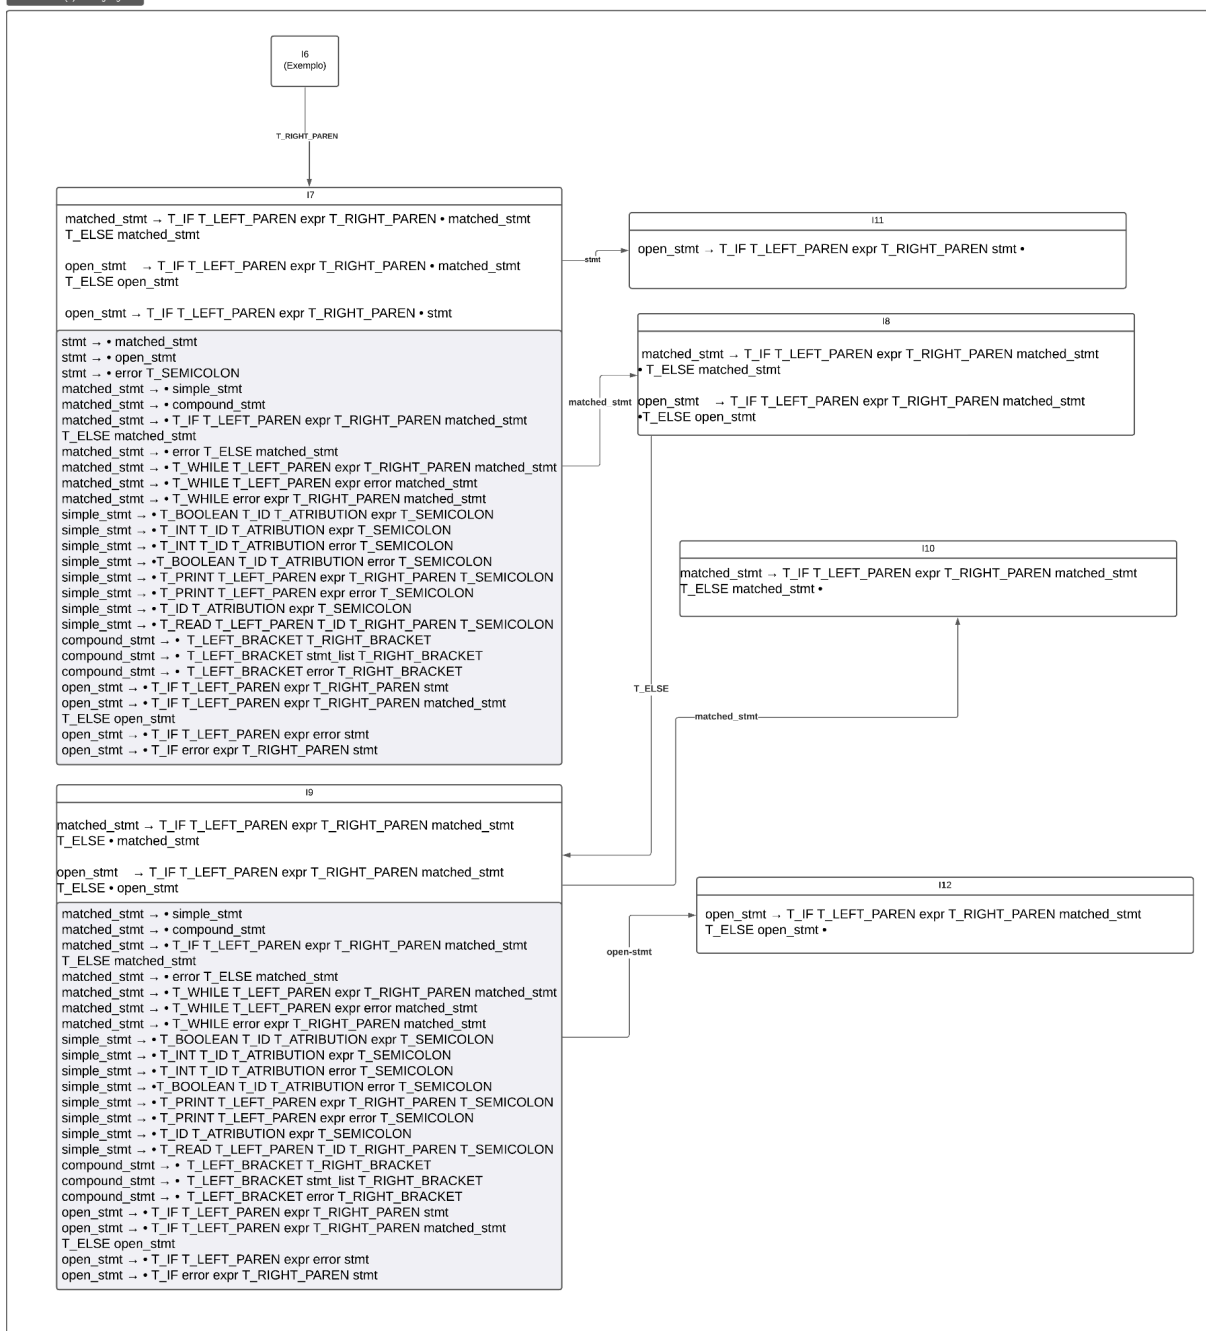 I6
(Exemplo)
T_RIGHT_PAREN
I7
matched_stmt → T_IF T_LEFT_PAREN expr T_RIGHT_PAREN • matched_stmt
T_ELSE matched_stmt
open_stmt → T_IF T_LEFT_PAREN expr T_RIGHT_PAREN • matched_stmt
T_ELSE open_stmt
open_stmt → T_IF T_LEFT_PAREN expr T_RIGHT_PAREN • stmt
stmt → • matched_stmt
stmt → • open_stmt
stmt → • error T_SEMICOLON
matched_stmt → • simple_stmt
matched_stmt → • compound_stmt
matched_stmt → • T_IF T_LEFT_PAREN expr T_RIGHT_PAREN matched_stmt
T_ELSE matched_stmt
matched_stmt → • error T_ELSE matched_stmt
matched_stmt → • T_WHILE T_LEFT_PAREN expr T_RIGHT_PAREN matched_stmt
matched_stmt → • T_WHILE T_LEFT_PAREN expr error matched_stmt
matched_stmt → • T_WHILE error expr T_RIGHT_PAREN matched_stmt
simple_stmt → • T_BOOLEAN T_ID T_ATRIBUTION expr T_SEMICOLON
simple_stmt → • T_INT T_ID T_ATRIBUTION expr T_SEMICOLON
simple_stmt → • T_INT T_ID T_ATRIBUTION error T_SEMICOLON
simple_stmt → •T_BOOLEAN T_ID T_ATRIBUTION error T_SEMICOLON
simple_stmt → • T_PRINT T_LEFT_PAREN expr T_RIGHT_PAREN T_SEMICOLON
simple_stmt → • T_PRINT T_LEFT_PAREN expr error T_SEMICOLON
simple_stmt → • T_ID T_ATRIBUTION expr T_SEMICOLON
simple_stmt → • T_READ T_LEFT_PAREN T_ID T_RIGHT_PAREN T_SEMICOLON
compound_stmt → • T_LEFT_BRACKET T_RIGHT_BRACKET
compound_stmt → • T_LEFT_BRACKET stmt_list T_RIGHT_BRACKET
compound_stmt → • T_LEFT_BRACKET error T_RIGHT_BRACKET
open_stmt → • T_IF T_LEFT_PAREN expr T_RIGHT_PAREN stmt
open_stmt → • T_IF T_LEFT_PAREN expr T_RIGHT_PAREN matched_stmt
T_ELSE open_stmt
open_stmt → • T_IF T_LEFT_PAREN expr error stmt
open_stmt → • T_IF error expr T_RIGHT_PAREN stmt
stmt
I11
open_stmt → T_IF T_LEFT_PAREN expr T_RIGHT_PAREN stmt •
matched_stmt
I8
matched_stmt → T_IF T_LEFT_PAREN expr T_RIGHT_PAREN matched_stmt
• T_ELSE matched_stmt
open_stmt → T_IF T_LEFT_PAREN expr T_RIGHT_PAREN matched_stmt
•T_ELSE open_stmt
I10
matched_stmt → T_IF T_LEFT_PAREN expr T_RIGHT_PAREN matched_stmt
T_ELSE matched_stmt •
T_ELSE
matched_stmt
I9
matched_stmt → T_IF T_LEFT_PAREN expr T_RIGHT_PAREN matched_stmt
T_ELSE • matched_stmt
open_stmt → T_IF T_LEFT_PAREN expr T_RIGHT_PAREN matched_stmt
T_ELSE • open_stmt
matched_stmt → • simple_stmt
matched_stmt → • compound_stmt
matched_stmt → • T_IF T_LEFT_PAREN expr T_RIGHT_PAREN matched_stmt
T_ELSE matched_stmt
matched_stmt → • error T_ELSE matched_stmt
matched_stmt → • T_WHILE T_LEFT_PAREN expr T_RIGHT_PAREN matched_stmt
matched_stmt → • T_WHILE T_LEFT_PAREN expr error matched_stmt
matched_stmt → • T_WHILE error expr T_RIGHT_PAREN matched_stmt
simple_stmt → • T_BOOLEAN T_ID T_ATRIBUTION expr T_SEMICOLON
simple_stmt → • T_INT T_ID T_ATRIBUTION expr T_SEMICOLON
simple_stmt → • T_INT T_ID T_ATRIBUTION error T_SEMICOLON
simple_stmt → •T_BOOLEAN T_ID T_ATRIBUTION error T_SEMICOLON
simple_stmt → • T_PRINT T_LEFT_PAREN expr T_RIGHT_PAREN T_SEMICOLON
simple_stmt → • T_PRINT T_LEFT_PAREN expr error T_SEMICOLON
simple_stmt → • T_ID T_ATRIBUTION expr T_SEMICOLON
simple_stmt → • T_READ T_LEFT_PAREN T_ID T_RIGHT_PAREN T_SEMICOLON
compound_stmt → • T_LEFT_BRACKET T_RIGHT_BRACKET
compound_stmt → • T_LEFT_BRACKET stmt_list T_RIGHT_BRACKET
compound_stmt → • T_LEFT_BRACKET error T_RIGHT_BRACKET
open_stmt → • T_IF T_LEFT_PAREN expr T_RIGHT_PAREN stmt
open_stmt → • T_IF T_LEFT_PAREN expr T_RIGHT_PAREN matched_stmt
T_ELSE open_stmt
open_stmt → • T_IF T_LEFT_PAREN expr error stmt
open_stmt → • T_IF error expr T_RIGHT_PAREN stmt
open-stmt
I12
open_stmt → T_IF T_LEFT_PAREN expr T_RIGHT_PAREN matched_stmt
T_ELSE open_stmt •